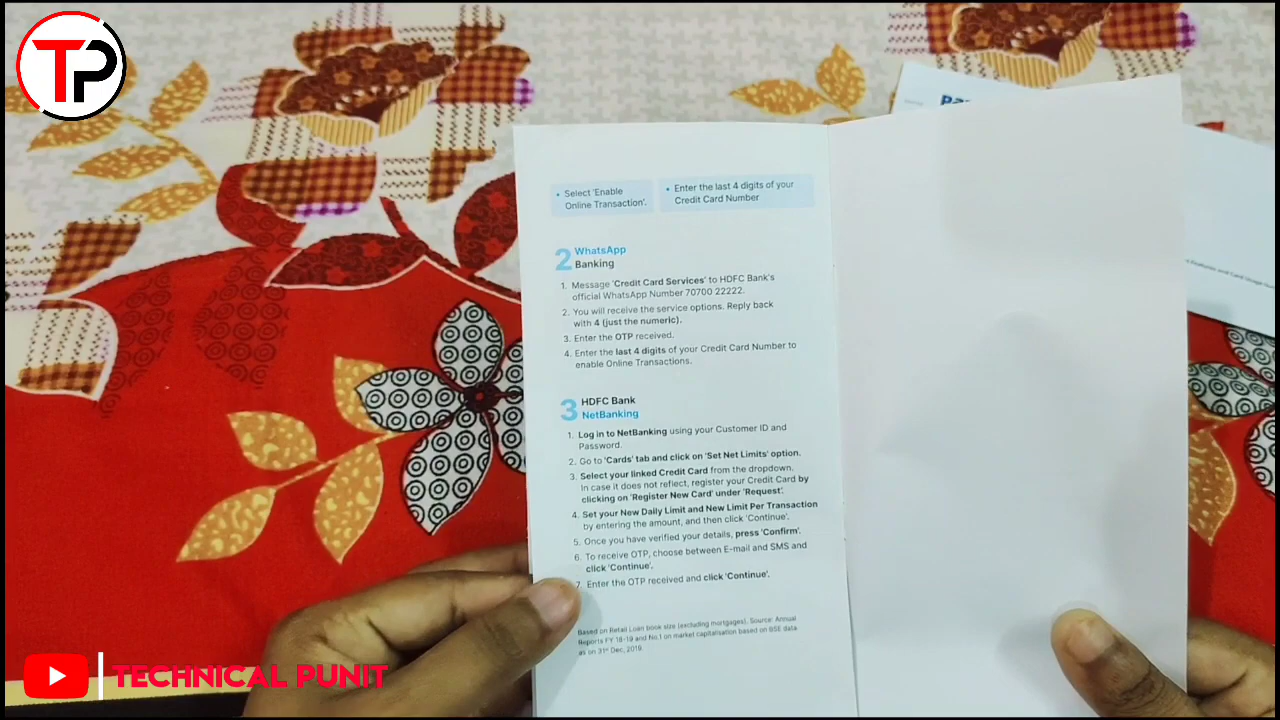 TP
• Select 'Enable
Online Transaction'.
• Enter the last 4 digits of your
Credit Card Number
2 WhatsApp
Banking
1. Message 'Credit Card Services' to HDFC Bank's
official WhatsApp Number 70700 22222.
2. You will receive the service options. Reply back
with 4 (just the numeric).
3. Enter the OTP received.
4. Enter the last 4 digits of your Credit Card Number to
enable Online Transactions.
3 HDFC Bank
NetBanking
1. Log in to NetBanking using your Customer ID and
Password.
2. Go to 'Cards' tab and click on 'Set Net Limits' option.
3. Select your linked Credit Card from the dropdown.
In case it does not reflect, register your Credit Card by
clicking on 'Register New Card' under 'Request'.
4. Set your New Daily Limit and New Limit Per Transaction
by entering the amount, and then click 'Continue'.
5. Once you have verified your details, press 'Confirm'.
6. To receive OTP, choose between E-mail and SMS and
click 'Continue'.
7. Enter the OTP received and click 'Continue'.
Based on Retail Loan book size (excluding mortgages). Source: Annual
Reports FY 18-19 and No.1 on market capitalisation based on BSE data
as on 31st Dec, 2019.
Features and Card Usage
TECHNICAL PUNIT